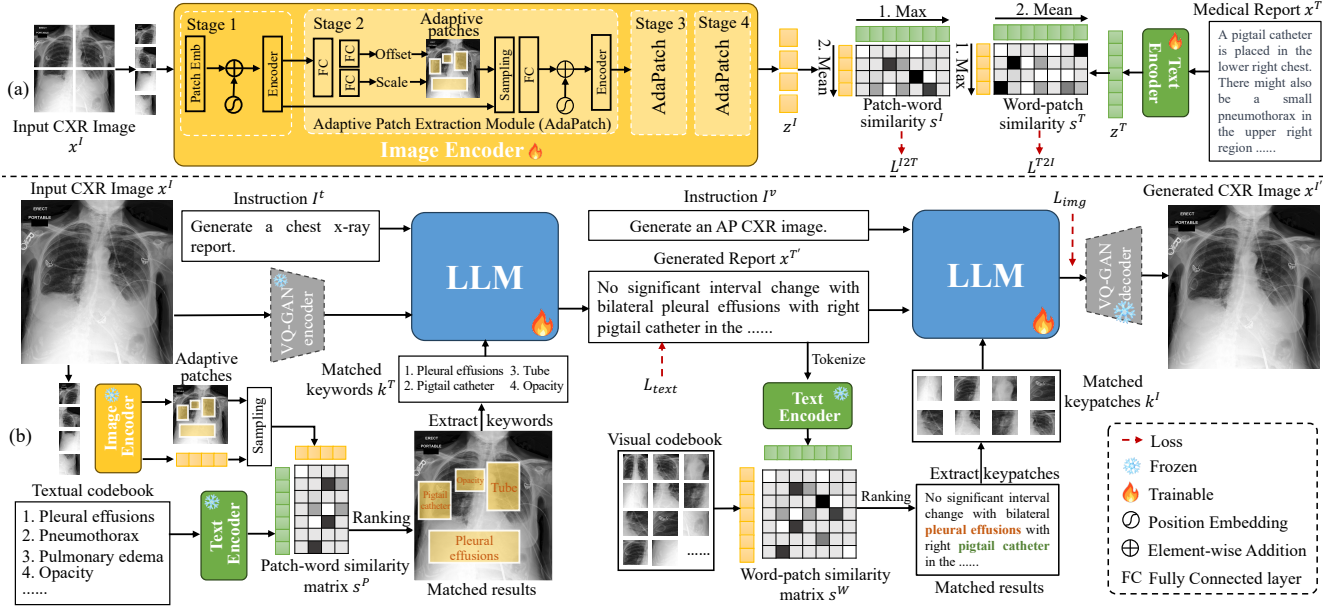 (a)
Input CXR Image
x^I
Stage 1
Patch Emb
Encoder
Stage 2
FC
FC
FC
Offset
Scale
Adaptive
patches
Sampling
FC
Encoder
Adaptive Patch Extraction Module (AdaPatch)
Stage 3
AdaPatch
Stage 4
AdaPatch
Image Encoder
z^I
1. Max
2. Mean
Patch-word
similarity s^I
L^{I2T}
2. Mean
1. Max
Word-patch
similarity s^T
L^{T2I}
z^T
Text
Encoder
Medical Report x^T
A pigtail catheter
is placed in the
lower right chest.
There might also
be a small
pneumothorax in
the upper right
region ......
(b)
Input CXR Image x^I
ERECT
PORTABLE
Instruction I^t
Generate a chest x-ray
report.
VQ-GAN
encoder
LLM
Matched
keywords k^T
1. Pleural effusions
2. Pigtail catheter
3. Tube
4. Opacity
Extract keywords
Image
Encoder
Adaptive
patches
Sampling
Textual codebook
1. Pleural effusions
2. Pneumothorax
3. Pulmonary edema
4. Opacity
......
Text
Encoder
Patch-word similarity
matrix s^P
Ranking
Pigtail
catheter
Opacity
Tube
Pleural
effusions
Matched results
Instruction I^v
Generate an AP CXR image.
Generated Report x^{T'}
No significant interval change with
bilateral pleural effusions with right
pigtail catheter in the ......
L_{text}
Tokenize
Text
Encoder
Visual codebook
......
Word-patch similarity
matrix s^W
Ranking
LLM
Matched
keypatches k^I
Extract keypatches
No significant interval
change with bilateral
pleural effusions with
right pigtail catheter
in the ......
Matched results
L_{img}
VQ-GAN
decoder
Generated CXR Image x^{I'}
ERECT
PORTABLE
Loss
Frozen
Trainable
Position Embedding
Element-wise Addition
FC Fully Connected layer